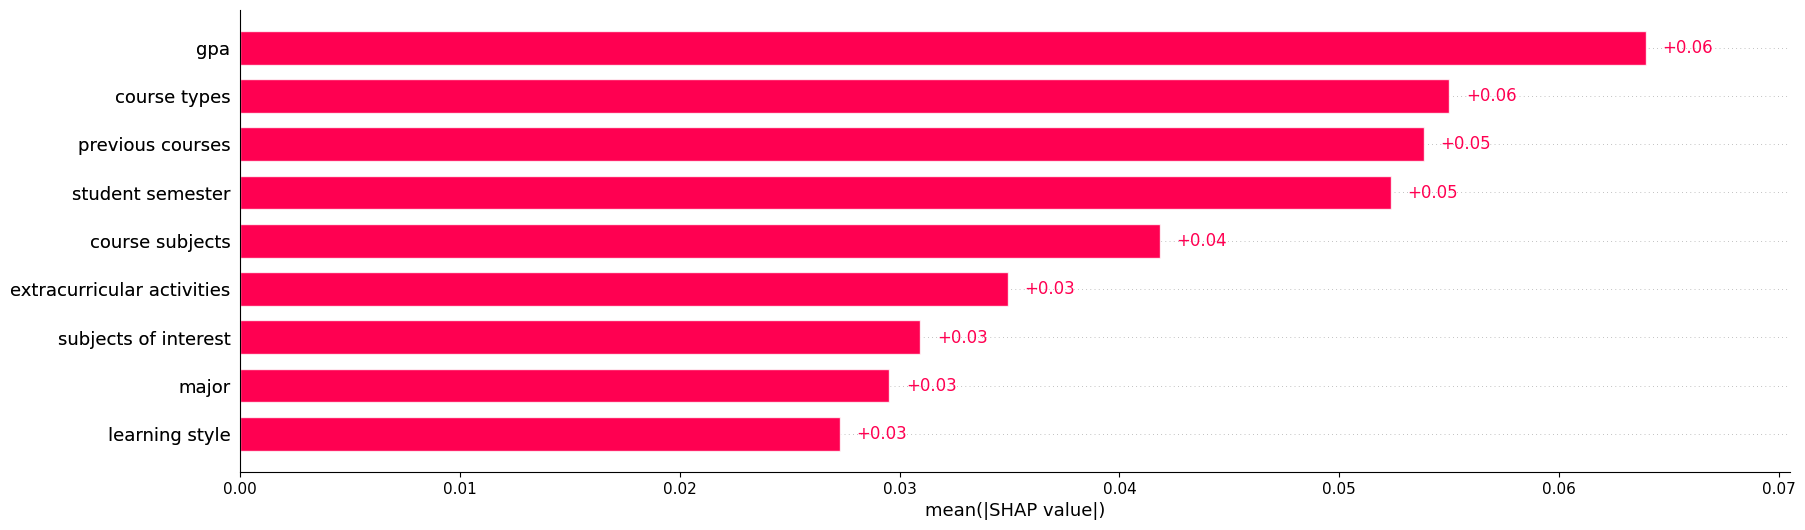 gpa +0.06
course types +0.06
previous courses +0.05
student semester +0.05
course subjects +0.04
extracurricular activities +0.03
subjects of interest +0.03
major +0.03
learning style +0.03
0.00 0.01 0.02 0.03 0.04 0.05 0.06 0.07
mean(|SHAP value|)